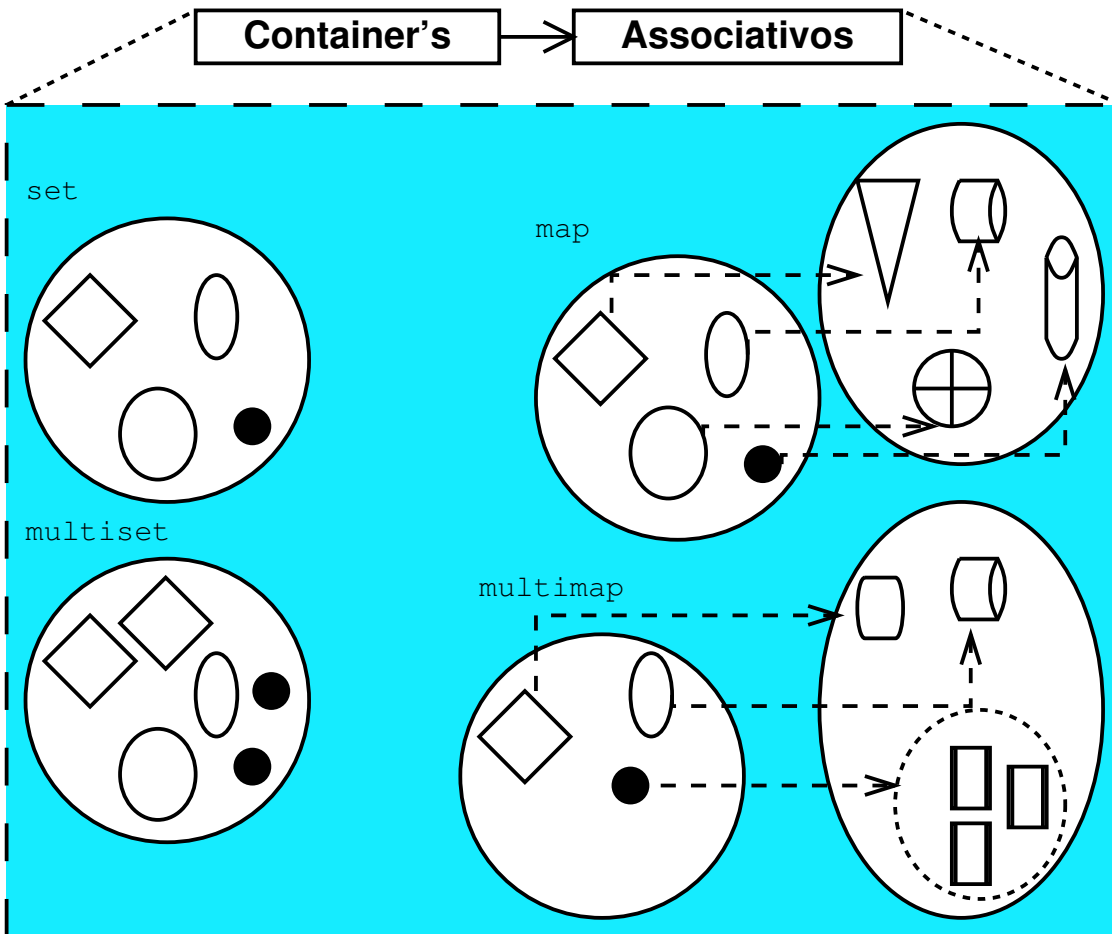 Container's
Associativos
set
map
multiset
multimap